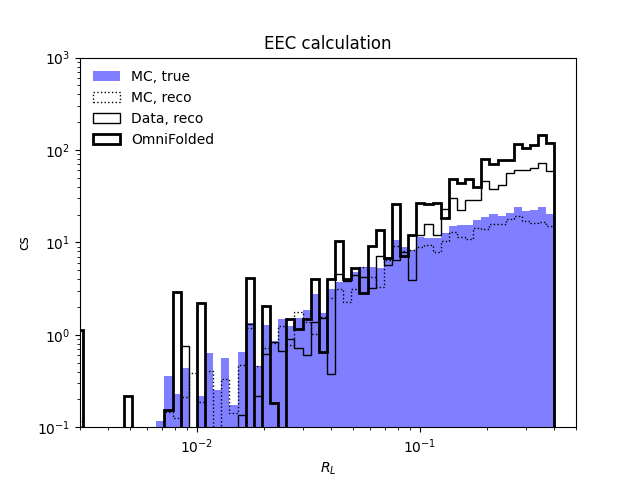 EEC calculation
10³
10²
10¹
10⁰
10⁻¹
cs
MC, true
MC, reco
Data, reco
OmniFolded
10⁻² 10⁻¹
R_L